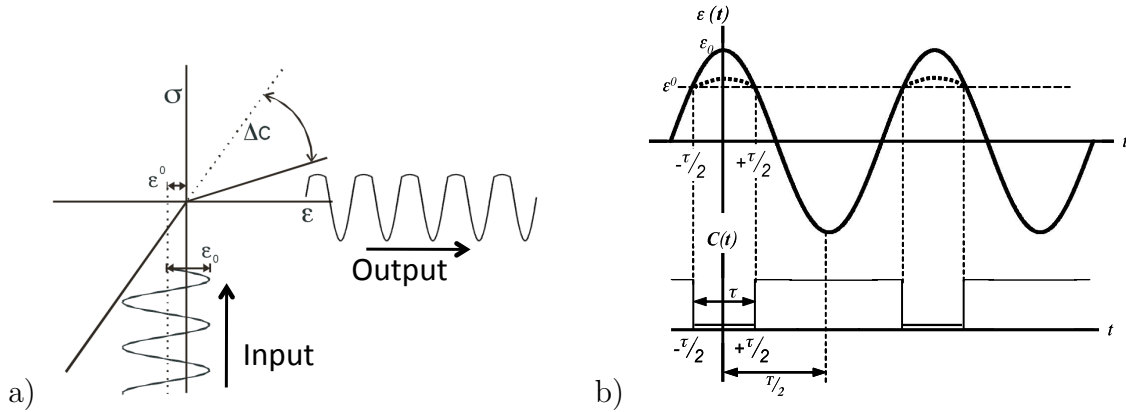 σ
ΔC
ε⁰
ε
ε₀
Output
Input
a)
ε(t)
ε₀
ε⁰
t
-τ/2
+τ/2
C(t)
τ
t
-τ/2
+τ/2
T/2
b)